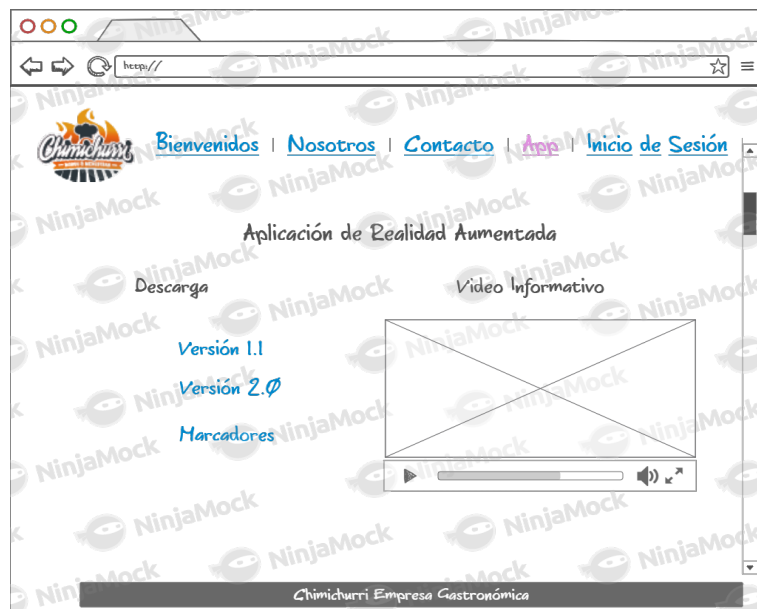 http://
Chimichurri
Bienvenidos | Nosotros | Contacto | App | Inicio de Sesión
Aplicación de Realidad Aumentada
Descarga
Video Informativo
Versión 1.1
Versión 2.0
Marcadores
Chimichurri Empresa Gastronómica
NinjaMock